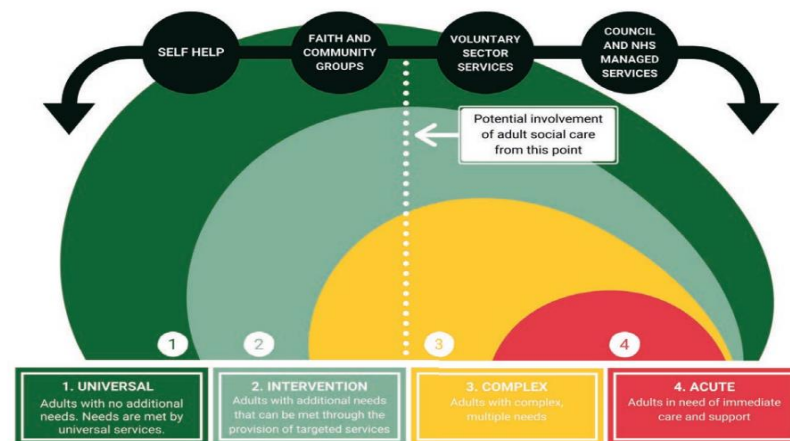 SELF HELP
FAITH AND
COMMUNITY
GROUPS
VOLUNTARY
SECTOR
SERVICES
COUNCIL
AND NHS
MANAGED
SERVICES
Potential involvement
of adult social care
from this point
1
2
3
4
1. UNIVERSAL
Adults with no additional
needs. Needs are met by
universal services.
2. INTERVENTION
Adults with additional needs
that can be met through the
provision of targeted services
3. COMPLEX
Adults with complex,
multiple needs
4. ACUTE
Adults in need of immediate
care and support